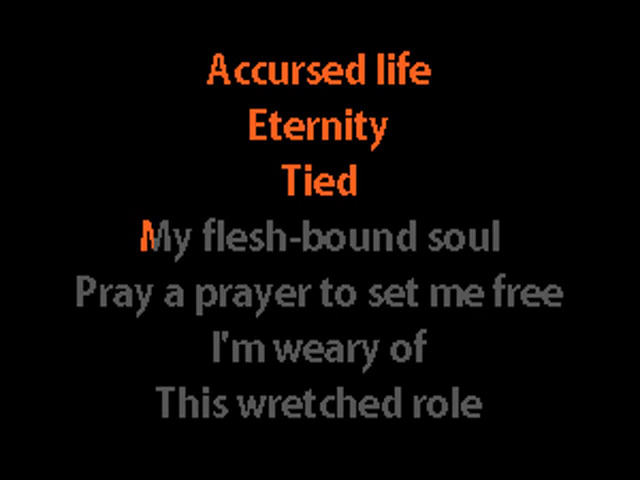 Accursed life
Eternity
Tied
My flesh-bound soul
Pray a prayer to set me free
I'm weary of
This wretched role